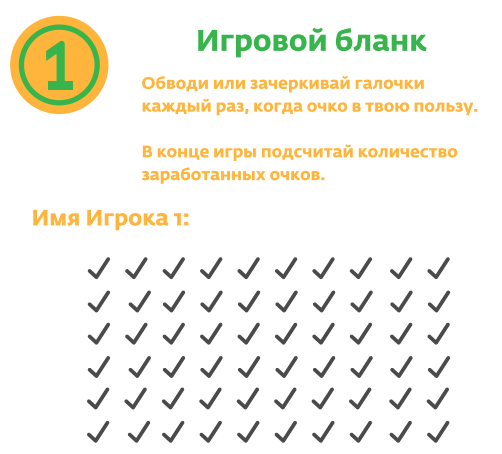 1
Игровой бланк
Обводи или зачеркивай галочки
каждый раз, когда очко в твою пользу.
В конце игры подсчитай количество
заработанных очков.
Имя Игрока 1: